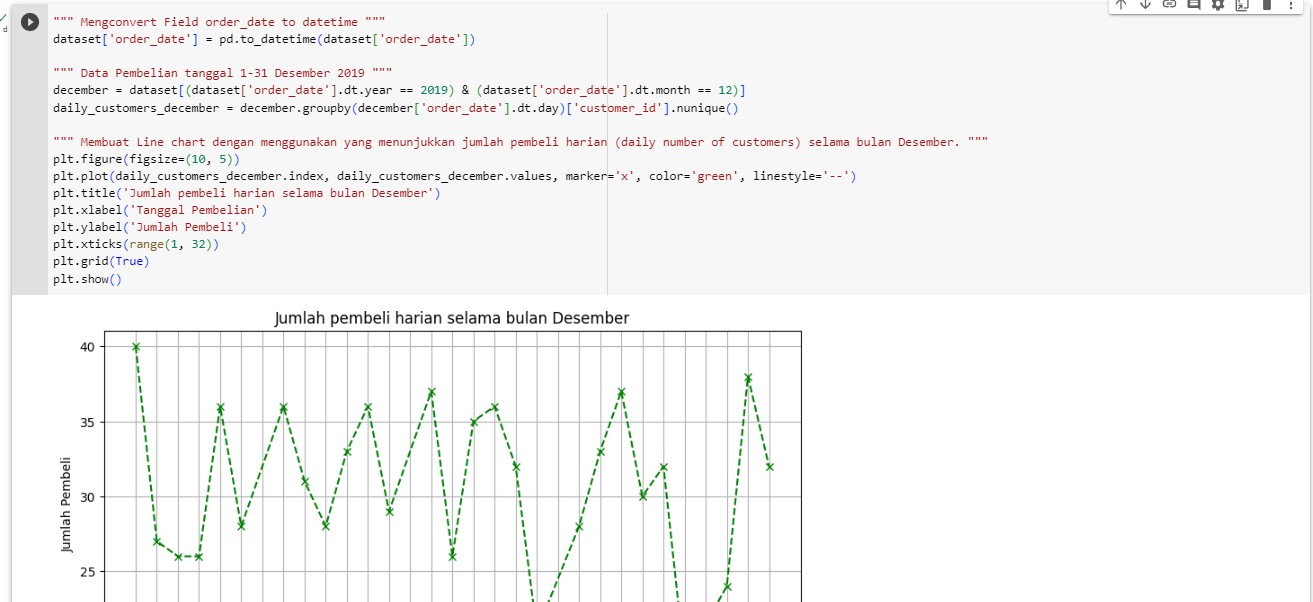 """ Mengconvert Field order_date to datetime """
dataset['order_date'] = pd.to_datetime(dataset['order_date'])
""" Data Pembelian tanggal 1-31 Desember 2019 """
december = dataset[(dataset['order_date'].dt.year == 2019) & (dataset['order_date'].dt.month == 12)]
daily_customers_december = december.groupby(december['order_date'].dt.day)['customer_id'].nunique()
""" Membuat Line chart dengan menggunakan yang menunjukkan jumlah pembeli harian (daily number of customers) selama bulan Desember. """
plt.figure(figsize=(10, 5))
plt.plot(daily_customers_december.index, daily_customers_december.values, marker='x', color='green', linestyle='--')
plt.title('Jumlah pembeli harian selama bulan Desember')
plt.xlabel('Tanggal Pembelian')
plt.ylabel('Jumlah Pembeli')
plt.xticks(range(1, 32))
plt.grid(True)
plt.show()
Jumlah pembeli harian selama bulan Desember
40
35
30
25
Jumlah Pembeli